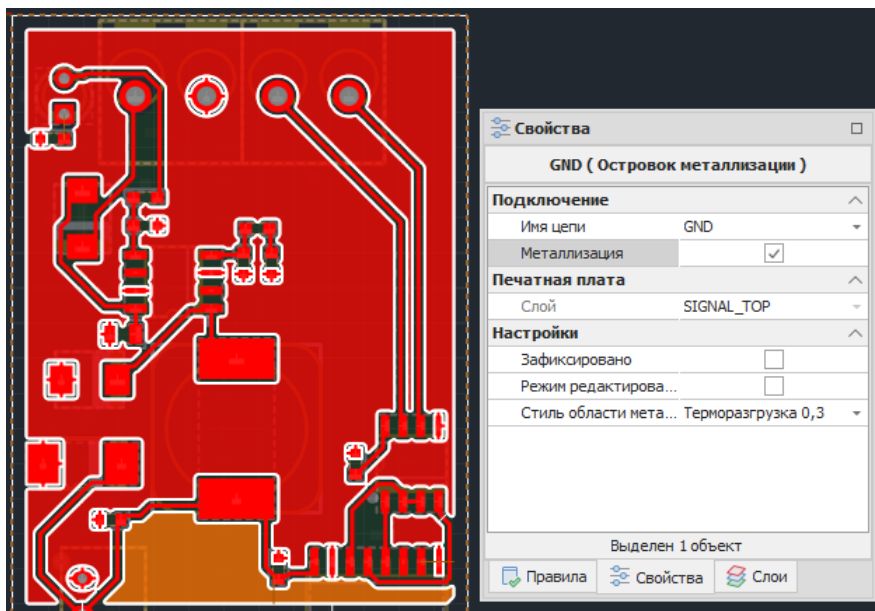 Свойства
GND ( Островок металлизации )
Подключение
Имя цепи GND
Металлизация
Печатная плата
Слой SIGNAL_TOP
Настройки
Зафиксировано
Режим редактирова...
Стиль области мета... Терморазгрузка 0,3
Выделен 1 объект
Правила Свойства Слои